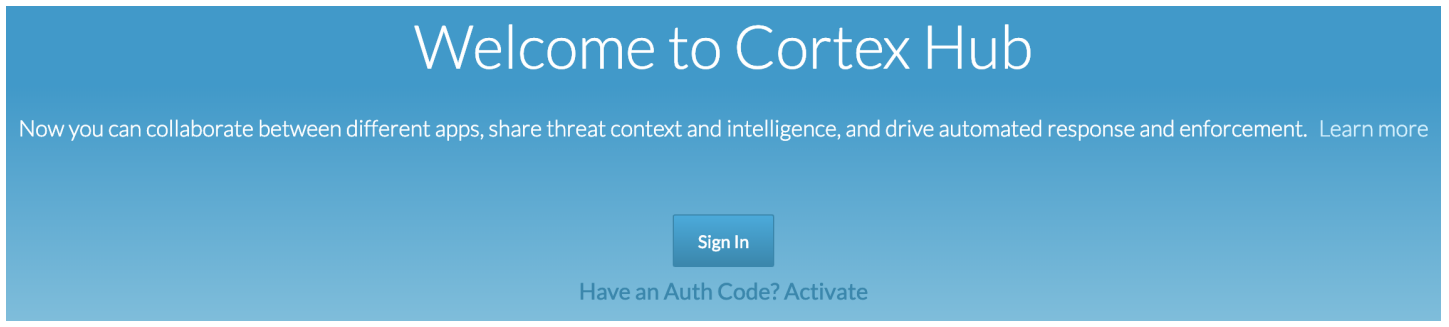 Welcome to Cortex Hub
Now you can collaborate between different apps, share threat context and intelligence, and drive automated response and enforcement. Learn more
Sign In
Have an Auth Code? Activate